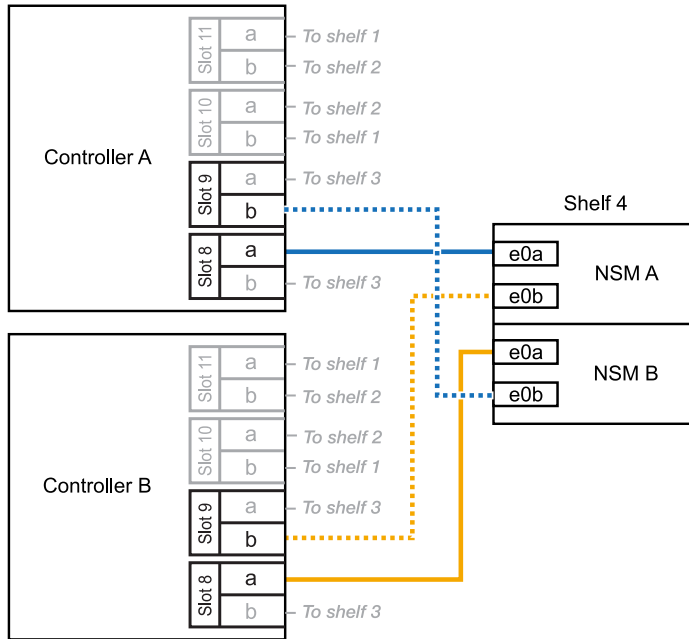 Controller A
Slot 11
a
To shelf 1
b
To shelf 2
Slot 10
a
To shelf 2
b
To shelf 1
Slot 9
a
To shelf 3
b
Slot 8
a
b
To shelf 3
Shelf 4
e0a
NSM A
e0b
e0a
NSM B
e0b
Controller B
Slot 11
a
To shelf 1
b
To shelf 2
Slot 10
a
To shelf 2
b
To shelf 1
Slot 9
a
To shelf 3
b
Slot 8
a
b
To shelf 3